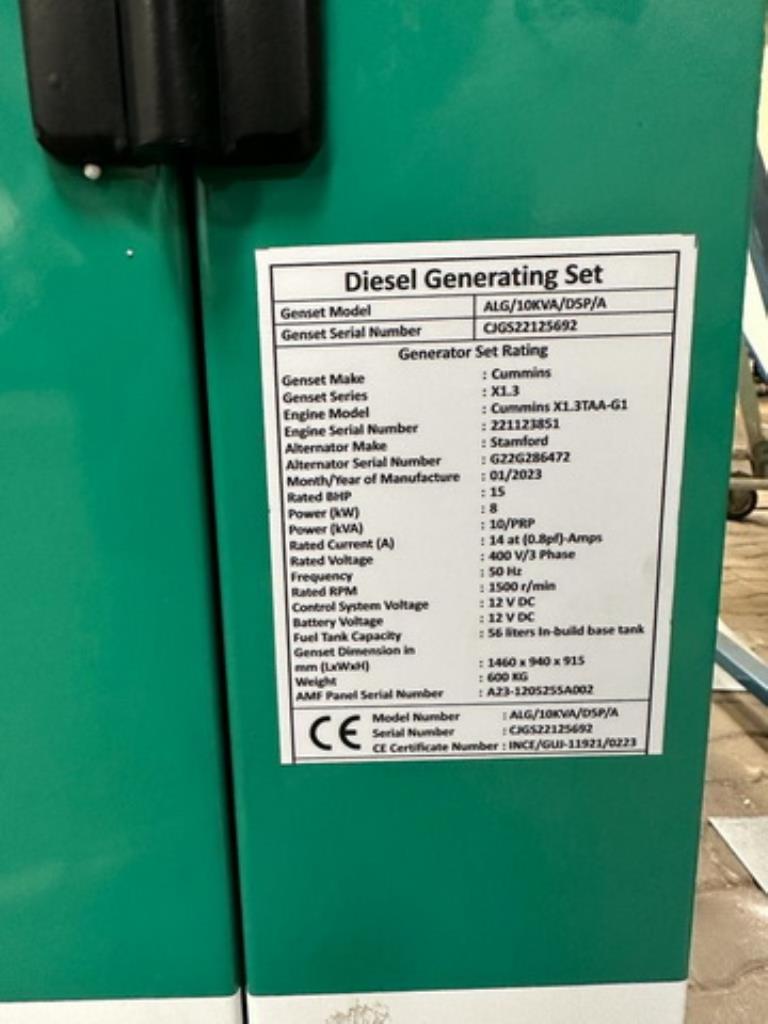 Diesel Generating Set
Genset Model ALG/10KVA/DSP/A
Genset Serial Number CJGS22125692
Generator Set Rating
Genset Make : Cummins
Genset Series : X1.3
Engine Model : Cummins X1.3TAA-G1
Engine Serial Number : 221123851
Alternator Make : Stamford
Alternator Serial Number : G22G286472
Month/Year of Manufacture : 01/2023
Rated BHP : 15
Power (kW) : 8
Power (kVA) : 10/PRP
Rated Current (A) : 14 at (0.8pf)-Amps
Rated Voltage : 400 V/3 Phase
Frequency : 50 Hz
Rated RPM : 1500 r/min
Control System Voltage : 12 V DC
Battery Voltage : 12 V DC
Fuel Tank Capacity : 56 liters In-build base tank
Genset Dimension in
mm (LxWxH) : 1460 x 940 x 915
Weight : 600 KG
AMF Panel Serial Number : A23-1205255A002
CE Model Number : ALG/10KVA/DSP/A
Serial Number : CJGS22125692
CE Certificate Number : INCE/GUJ-11921/0223